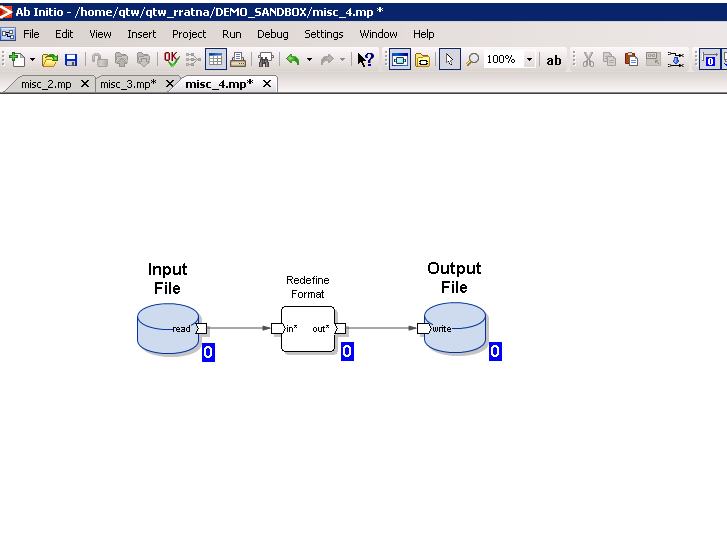 Ab Initio - /home/qtw/qtw_rratna/DEMO_SANDBOX/misc_4.mp *
File Edit View Insert Project Run Debug Settings Window Help
OK 100% ab 0
misc_2.mp misc_3.mp* misc_4.mp*
Input
File
read
0
Redefine
Format
in* out*
0
Output
File
write
0